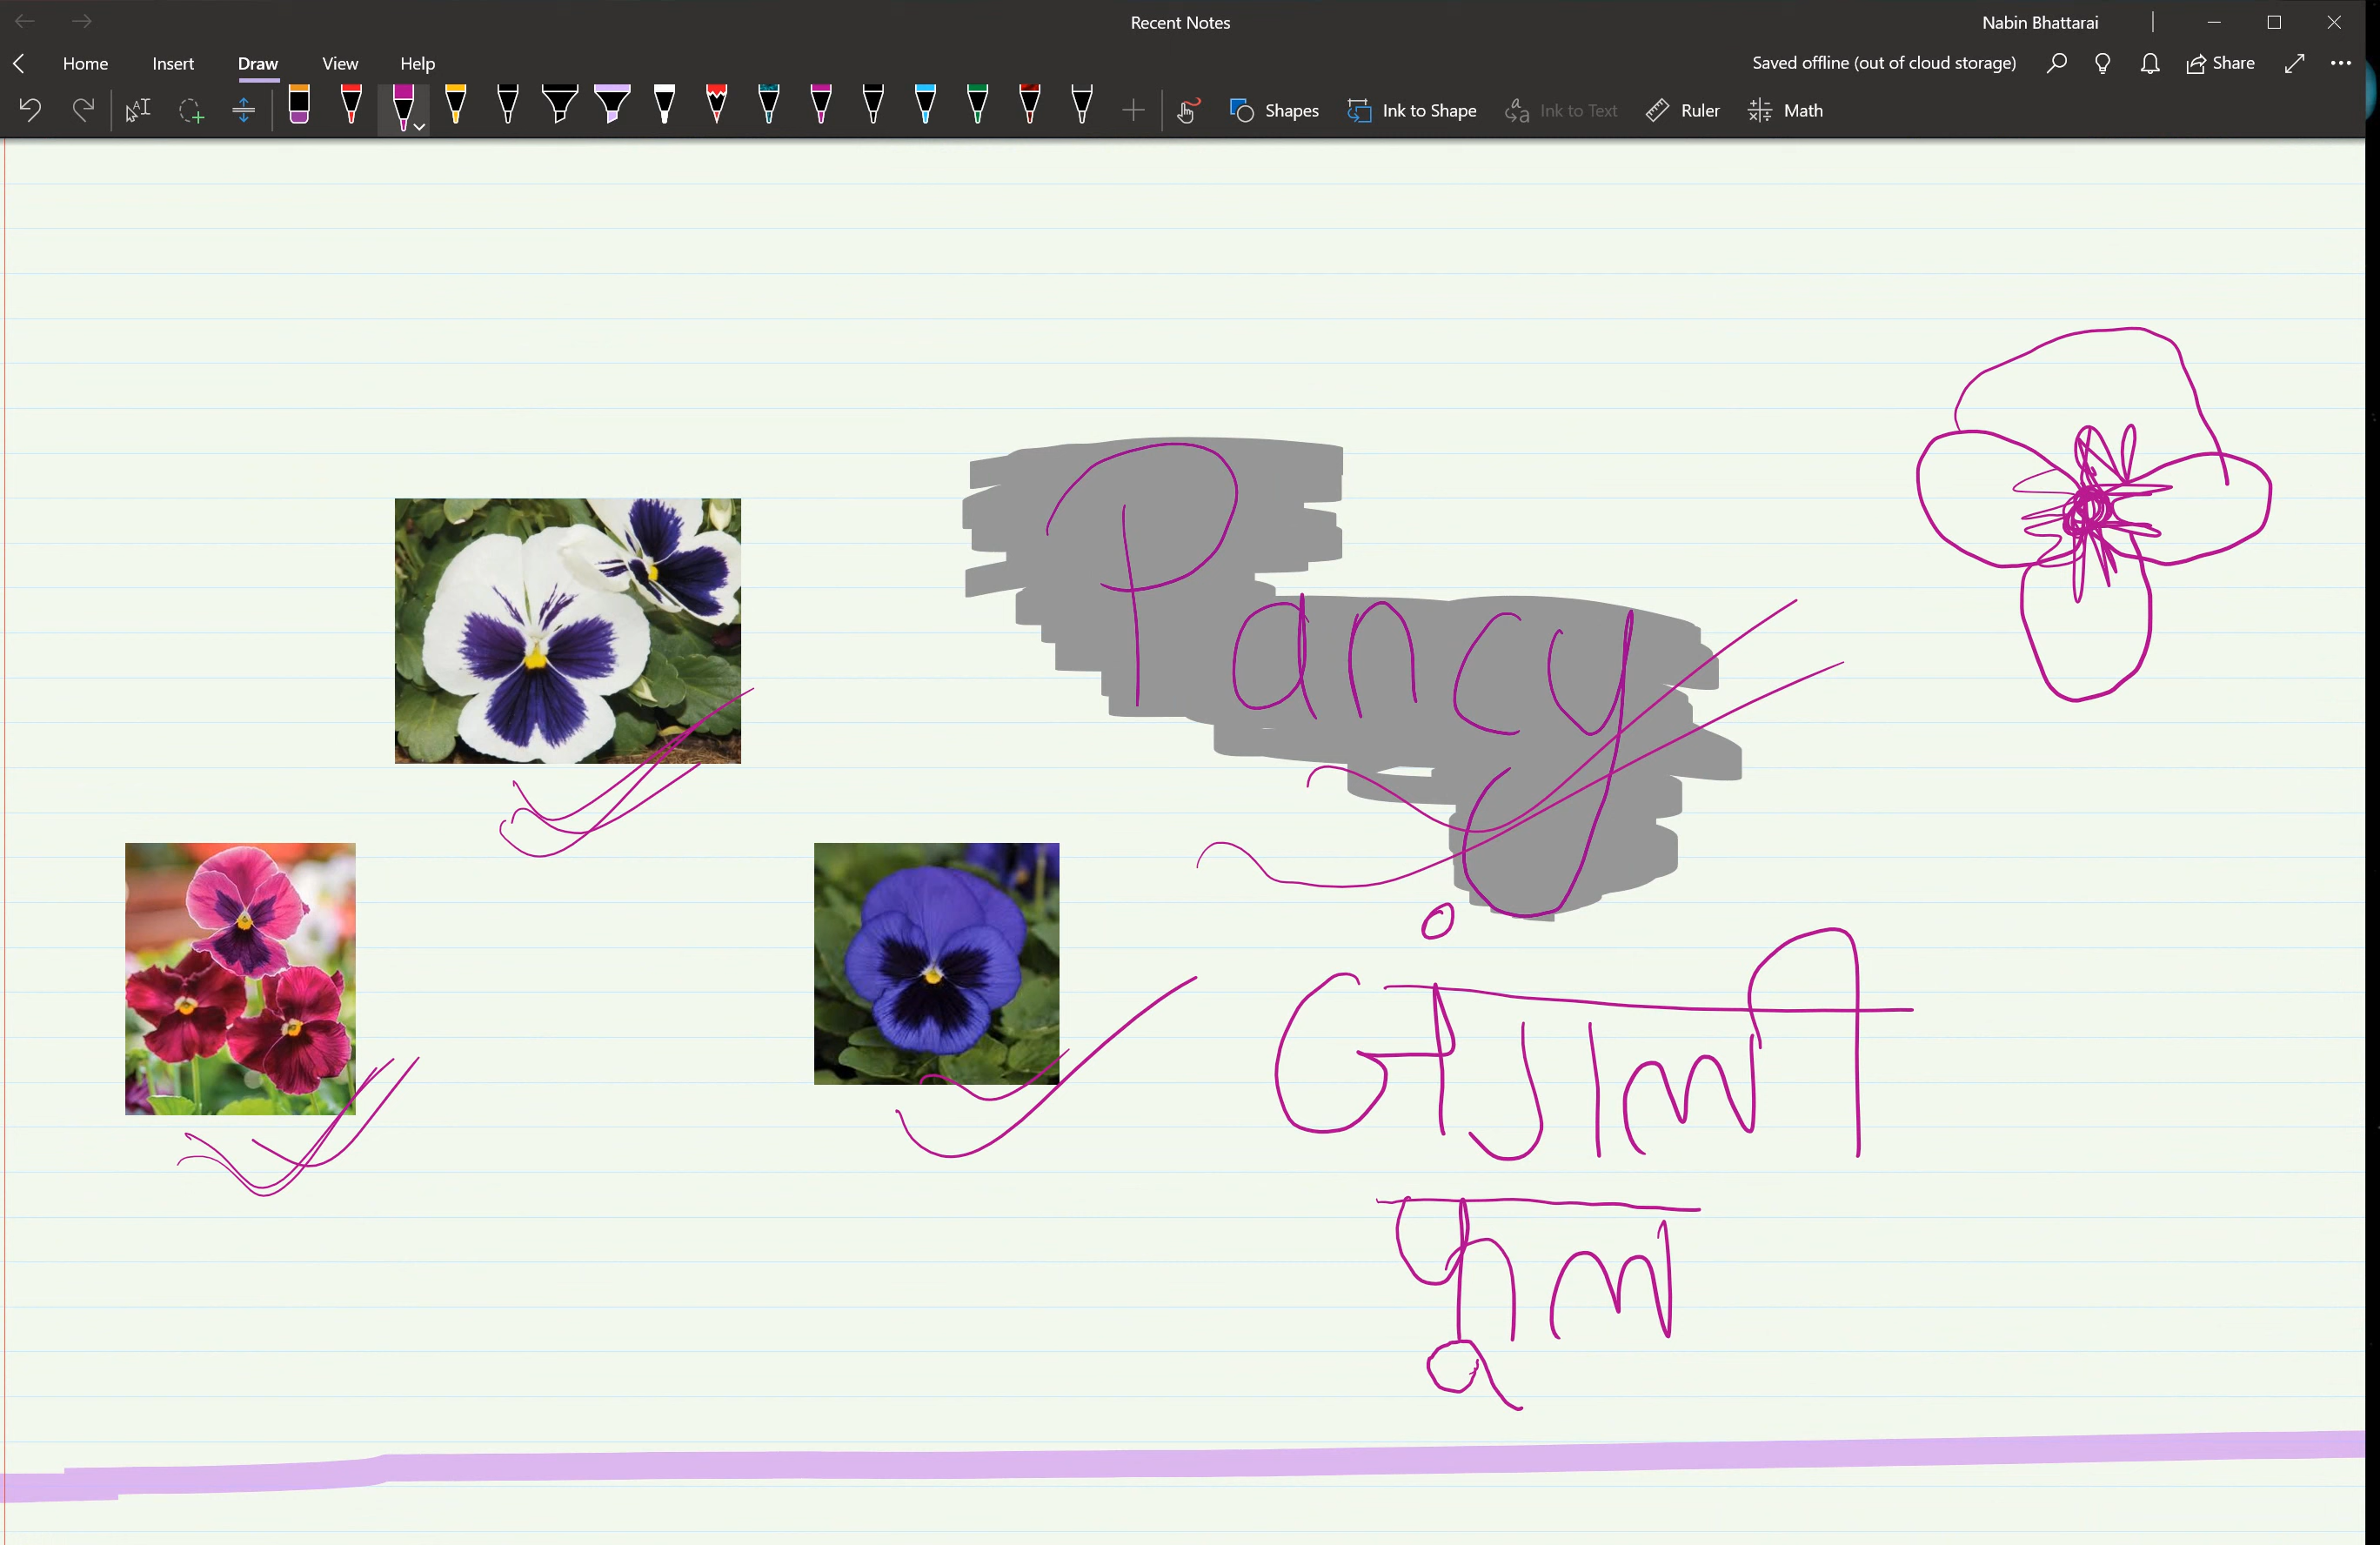 Recent Notes Nabin Bhattarai
Home Insert Draw View Help Saved offline (out of cloud storage) Share
Shapes Ink to Shape Ink to Text Ruler Math
Pancy
जंगली
फूल